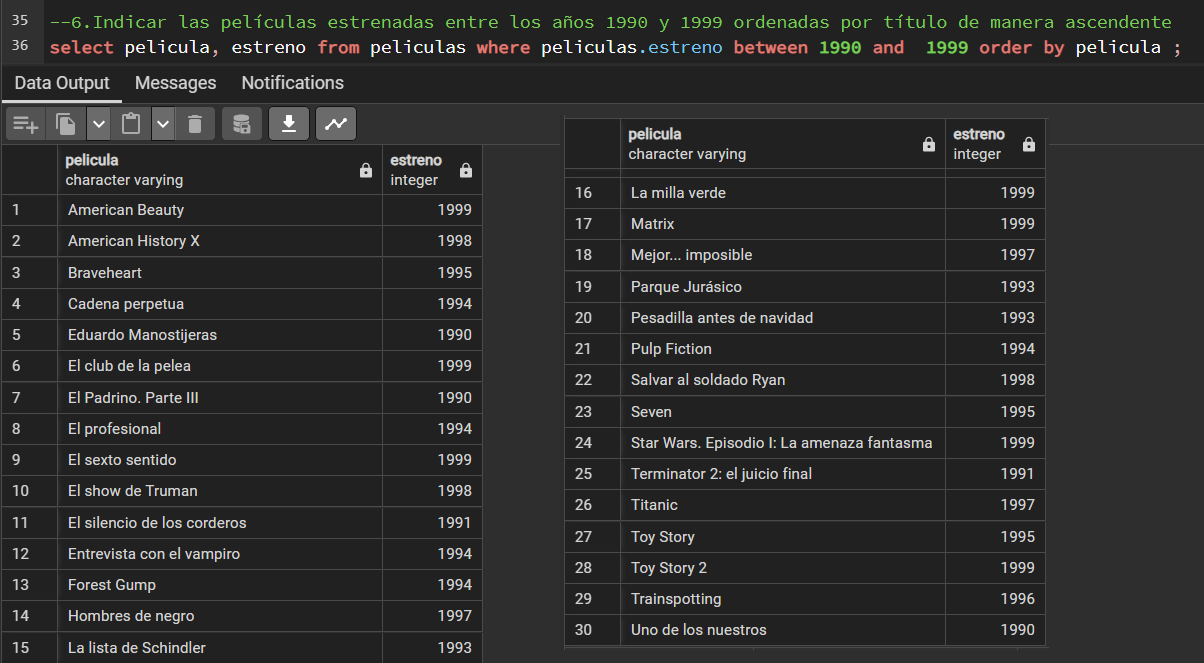 35 --6.Indicar las películas estrenadas entre los años 1990 y 1999 ordenadas por título de manera ascendente
36 select pelicula, estreno from peliculas where peliculas.estreno between 1990 and  1999 order by pelicula ;
Data Output Messages Notifications
pelicula estreno
character varying integer
1 American Beauty 1999
2 American History X 1998
3 Braveheart 1995
4 Cadena perpetua 1994
5 Eduardo Manostijeras 1990
6 El club de la pelea 1999
7 El Padrino. Parte III 1990
8 El profesional 1994
9 El sexto sentido 1999
10 El show de Truman 1998
11 El silencio de los corderos 1991
12 Entrevista con el vampiro 1994
13 Forest Gump 1994
14 Hombres de negro 1997
15 La lista de Schindler 1993
pelicula estreno
character varying integer
16 La milla verde 1999
17 Matrix 1999
18 Mejor... imposible 1997
19 Parque Jurásico 1993
20 Pesadilla antes de navidad 1993
21 Pulp Fiction 1994
22 Salvar al soldado Ryan 1998
23 Seven 1995
24 Star Wars. Episodio I: La amenaza fantasma 1999
25 Terminator 2: el juicio final 1991
26 Titanic 1997
27 Toy Story 1995
28 Toy Story 2 1999
29 Trainspotting 1996
30 Uno de los nuestros 1990